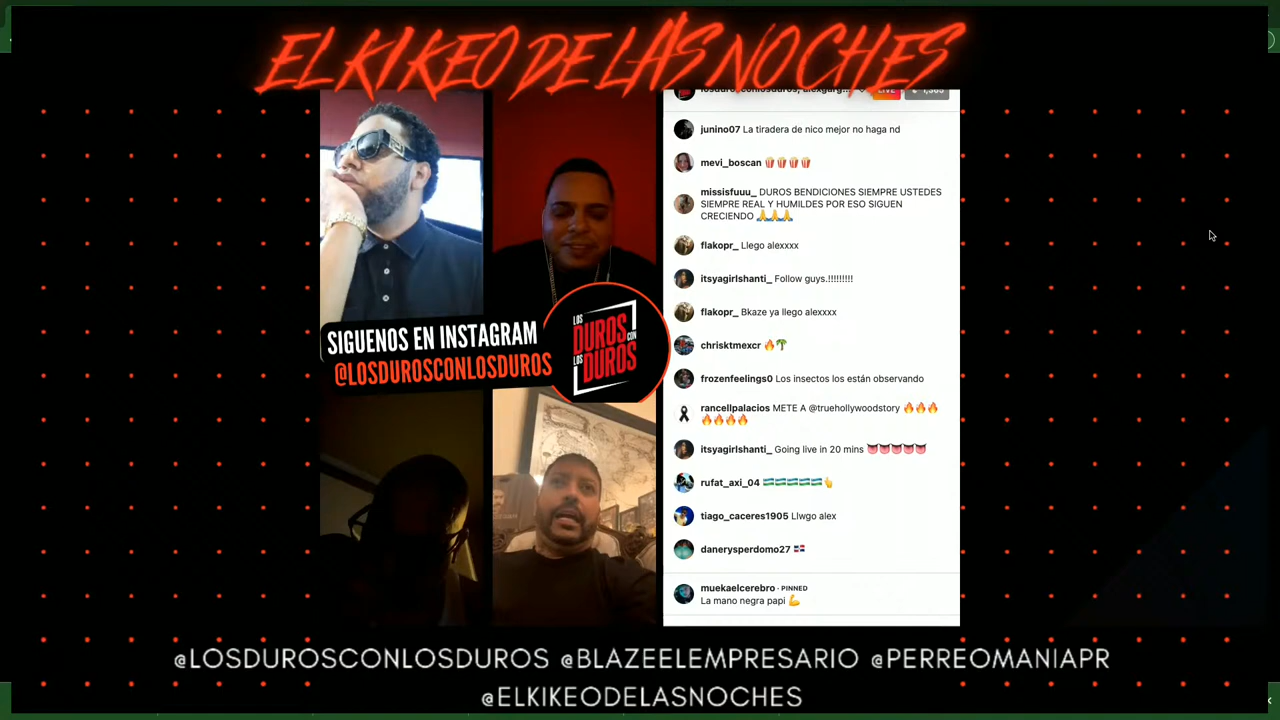 EL KIKEO DE LAS NOCHES
LIVE
junino07 La tiradera de nico mejor no haga nd
mevi_boscan 🍿🍿🍿🍿
missisfuuu_ DUROS BENDICIONES SIEMPRE USTEDES
SIEMPRE REAL Y HUMILDES POR ESO SIGUEN
CRECIENDO 🙏🙏🙏
flakopr_ Llego alexxxx
itsyagirlshanti_ Follow guys.!!!!!!!!!
flakopr_ Bkaze ya llego alexxxx
chrisktmexcr 🔥🌴
frozenfeelings0 Los insectos los están observando
rancellpalacios METE A @truehollywoodstory 🔥🔥🔥
🔥🔥🔥🔥
itsyagirlshanti_ Going live in 20 mins 👅👅👅👅👅
rufat_axi_04 🇺🇿🇺🇿🇺🇿🇺🇿🇺🇿👆
tiago_caceres1905 Llwgo alex
danerysperdomo27 🇩🇴
muekaelcerebro · PINNED
La mano negra papi 💪
SIGUENOS EN INSTAGRAM
@LOSDUROSCONLOSDUROS
LOS
DUROS
CON
LOS
DUROS
@LOSDUROSCONLOSDUROS @BLAZEELEMPRESARIO @PERREOMANIAPR
@ELKIKEODELASNOCHES